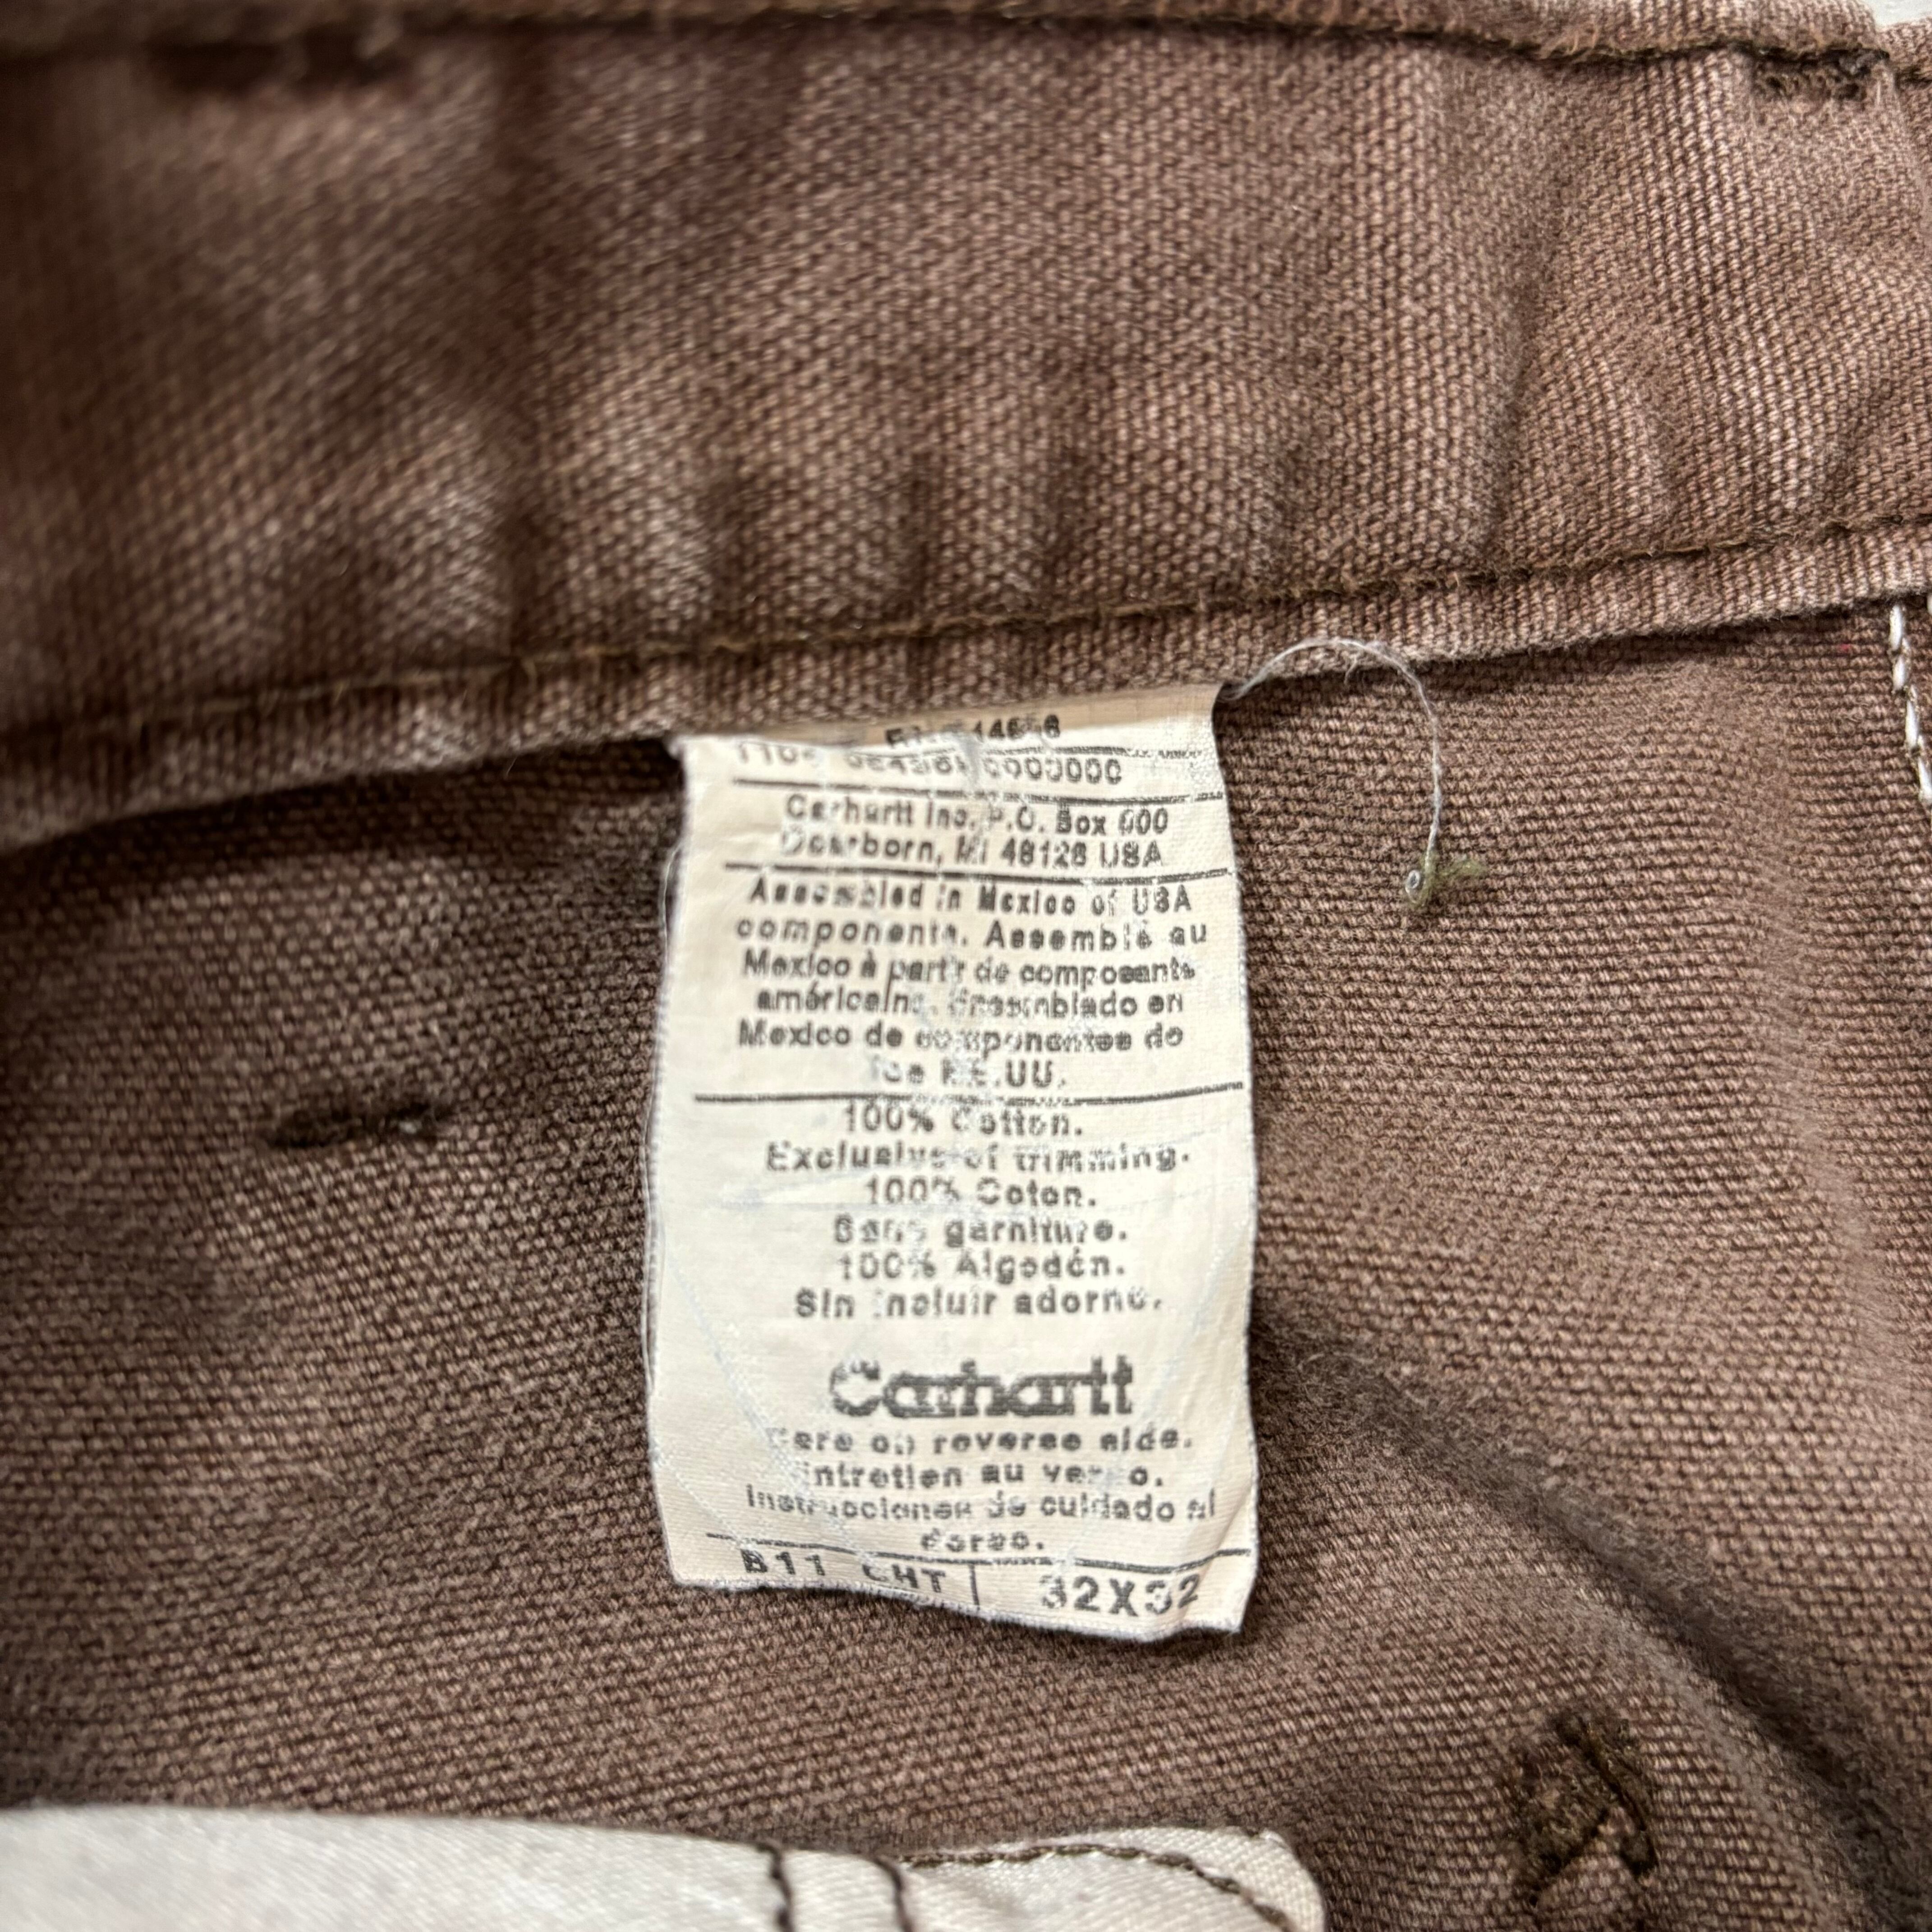 Carhartt Inc. P.O. Box 600
Dearborn, MI 48126 USA
Assembled in Mexico of USA
components. Assemblé au
Mexico à partir de composants
américains. Ensamblado en
Mexico de componentes de
los EE.UU.
100% Cotton.
Exclusive of trimming.
100% Coton.
Sans garniture.
100% Algodón.
Sin incluir adorno.
Carhartt
Care on reverse side.
Entretien au verso.
Instrucciones de cuidado al
dorso.
B11 CHT 32X32